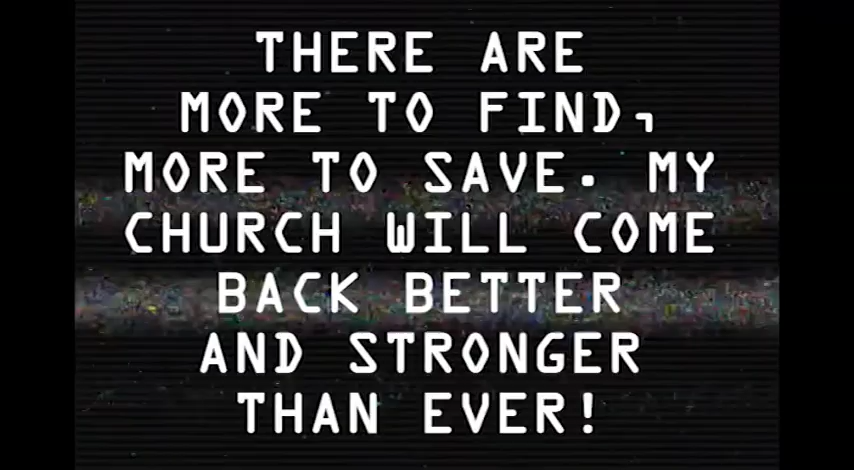 THERE ARE
MORE TO FIND,
MORE TO SAVE. MY
CHURCH WILL COME
BACK BETTER
AND STRONGER
THAN EVER!